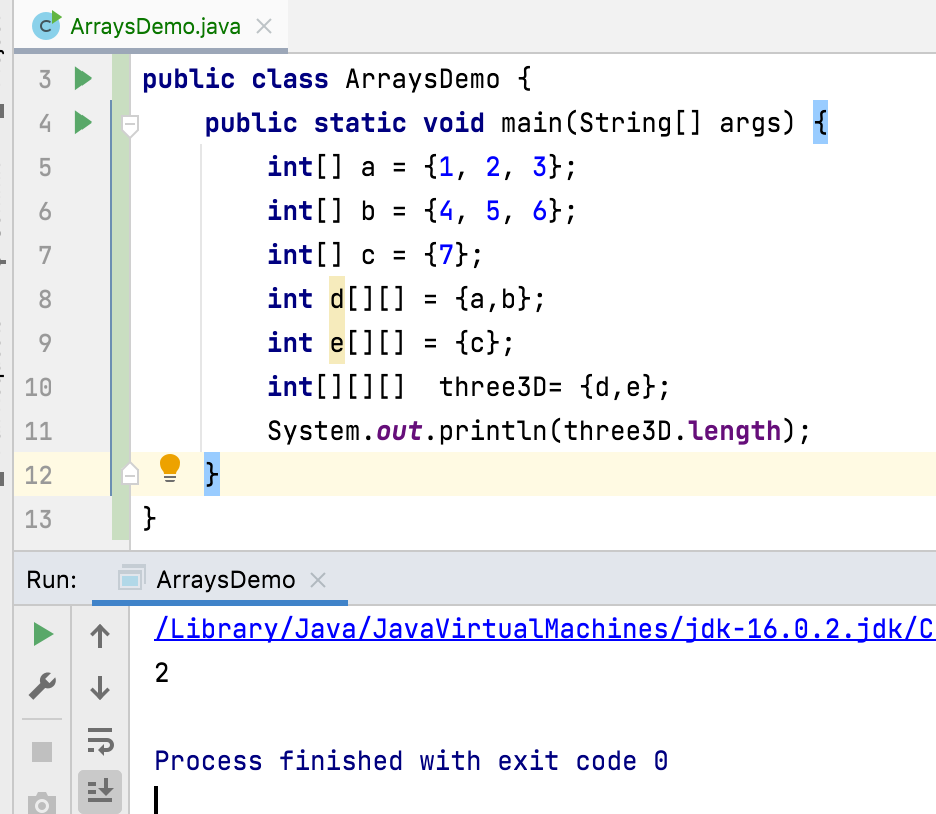 ArraysDemo.java
3 public class ArraysDemo {
4 public static void main(String[] args) {
5 int[] a = {1, 2, 3};
6 int[] b = {4, 5, 6};
7 int[] c = {7};
8 int d[][] = {a,b};
9 int e[][] = {c};
10 int[][][]  three3D= {d,e};
11 System.out.println(three3D.length);
12 }
13 }
Run: ArraysDemo
/Library/Java/JavaVirtualMachines/jdk-16.0.2.jdk/C
2
Process finished with exit code 0